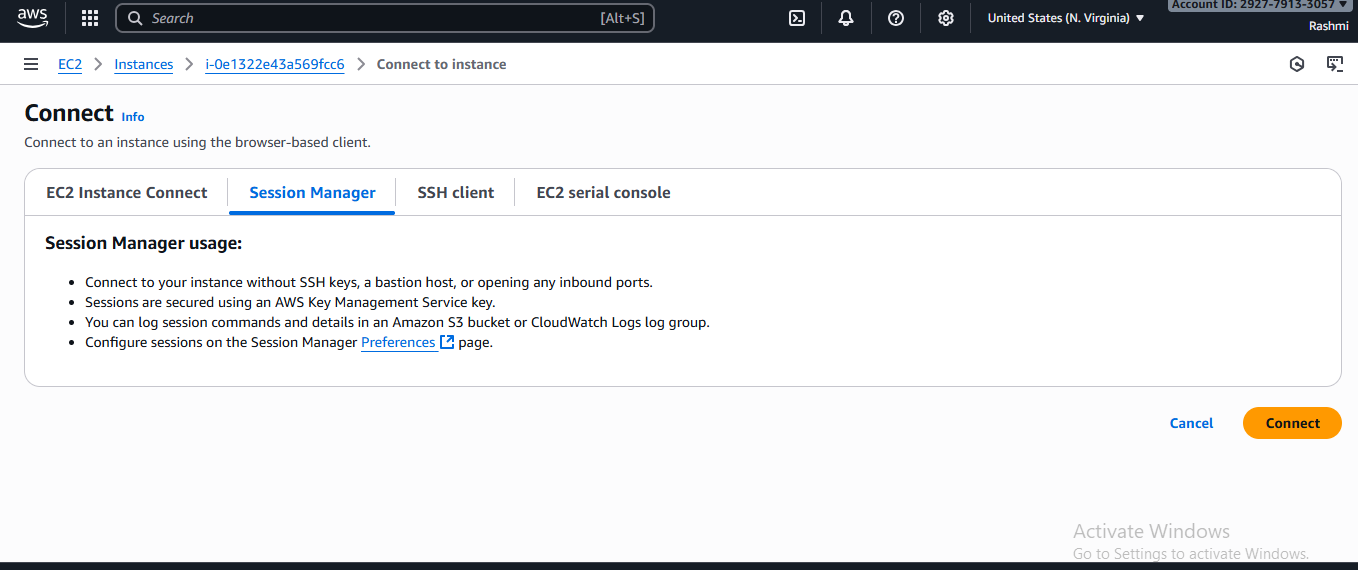 aws
Search [Alt+S]
United States (N. Virginia)
Account ID: 2927-7913-3057
Rashmi
EC2 Instances i-0e1322e43a569fcc6 Connect to instance
Connect Info
Connect to an instance using the browser-based client.
EC2 Instance Connect Session Manager SSH client EC2 serial console
Session Manager usage:
• Connect to your instance without SSH keys, a bastion host, or opening any inbound ports.
• Sessions are secured using an AWS Key Management Service key.
• You can log session commands and details in an Amazon S3 bucket or CloudWatch Logs log group.
• Configure sessions on the Session Manager Preferences page.
Cancel Connect
Activate Windows
Go to Settings to activate Windows.